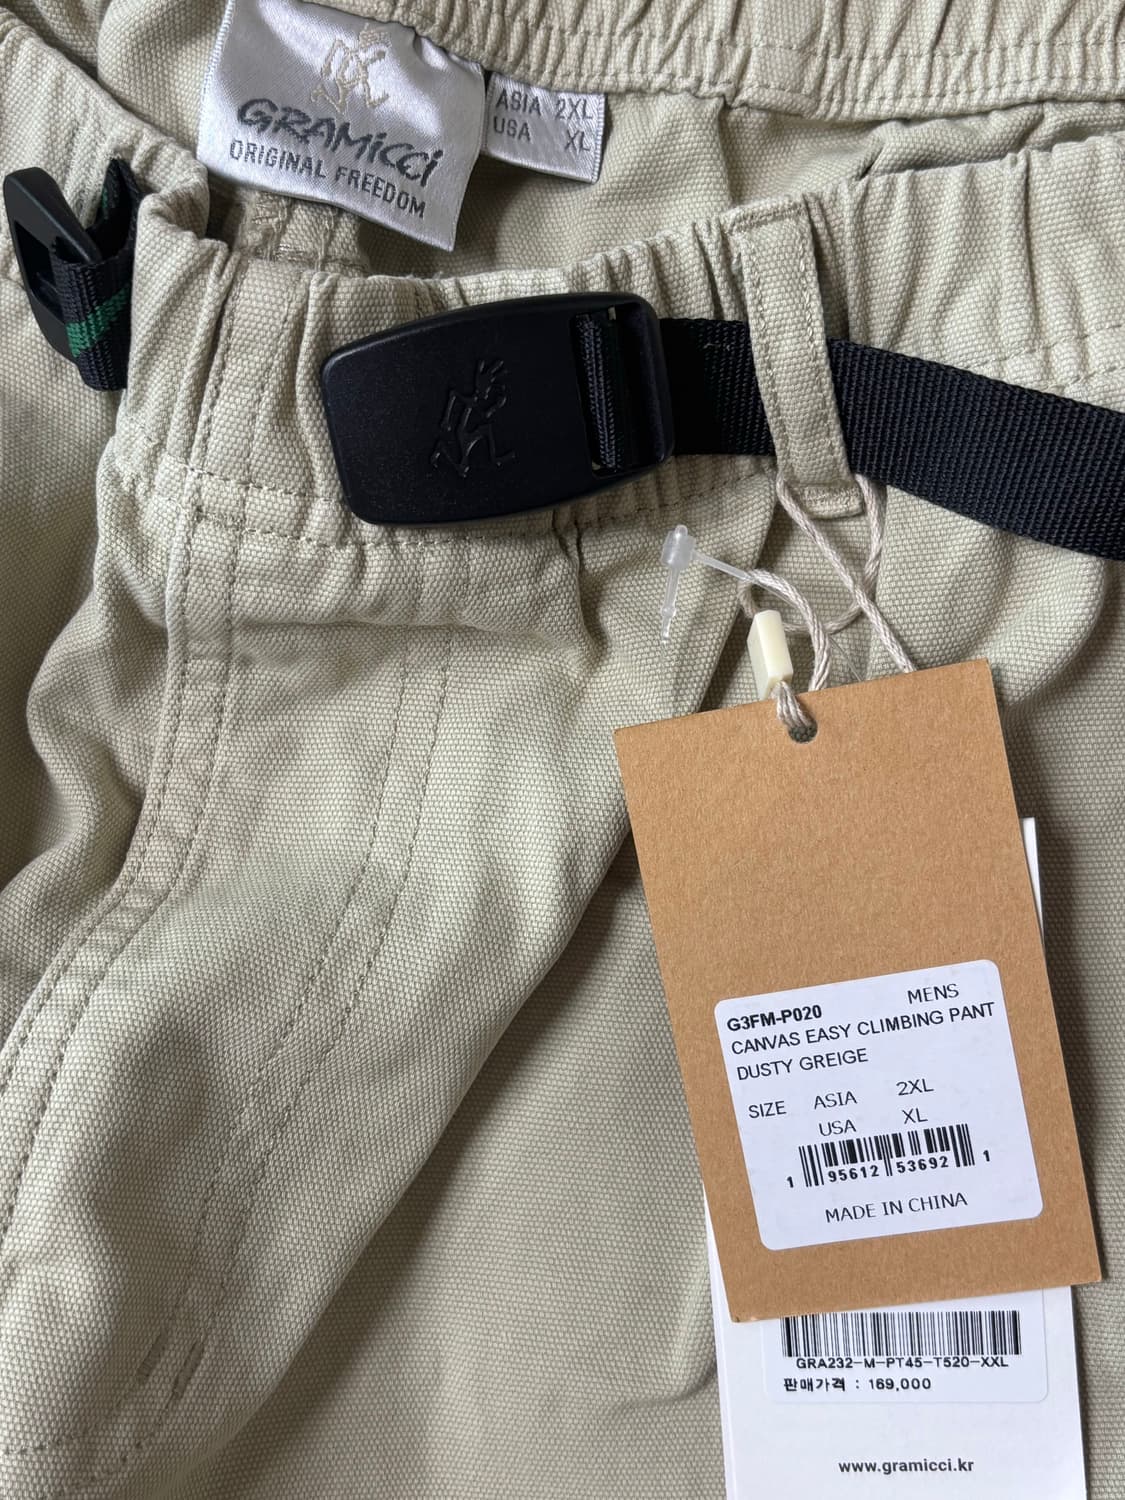 GRAMICCI
ORIGINAL FREEDOM
ASIA 2XL
USA XL
G3FM-P020 MENS
CANVAS EASY CLIMBING PANT
DUSTY GREIGE
SIZE ASIA 2XL
USA XL
1 95612 53692 1
MADE IN CHINA
GRA232-M-PT45-T520-XXL
판매가격 : 169,000
www.gramicci.kr